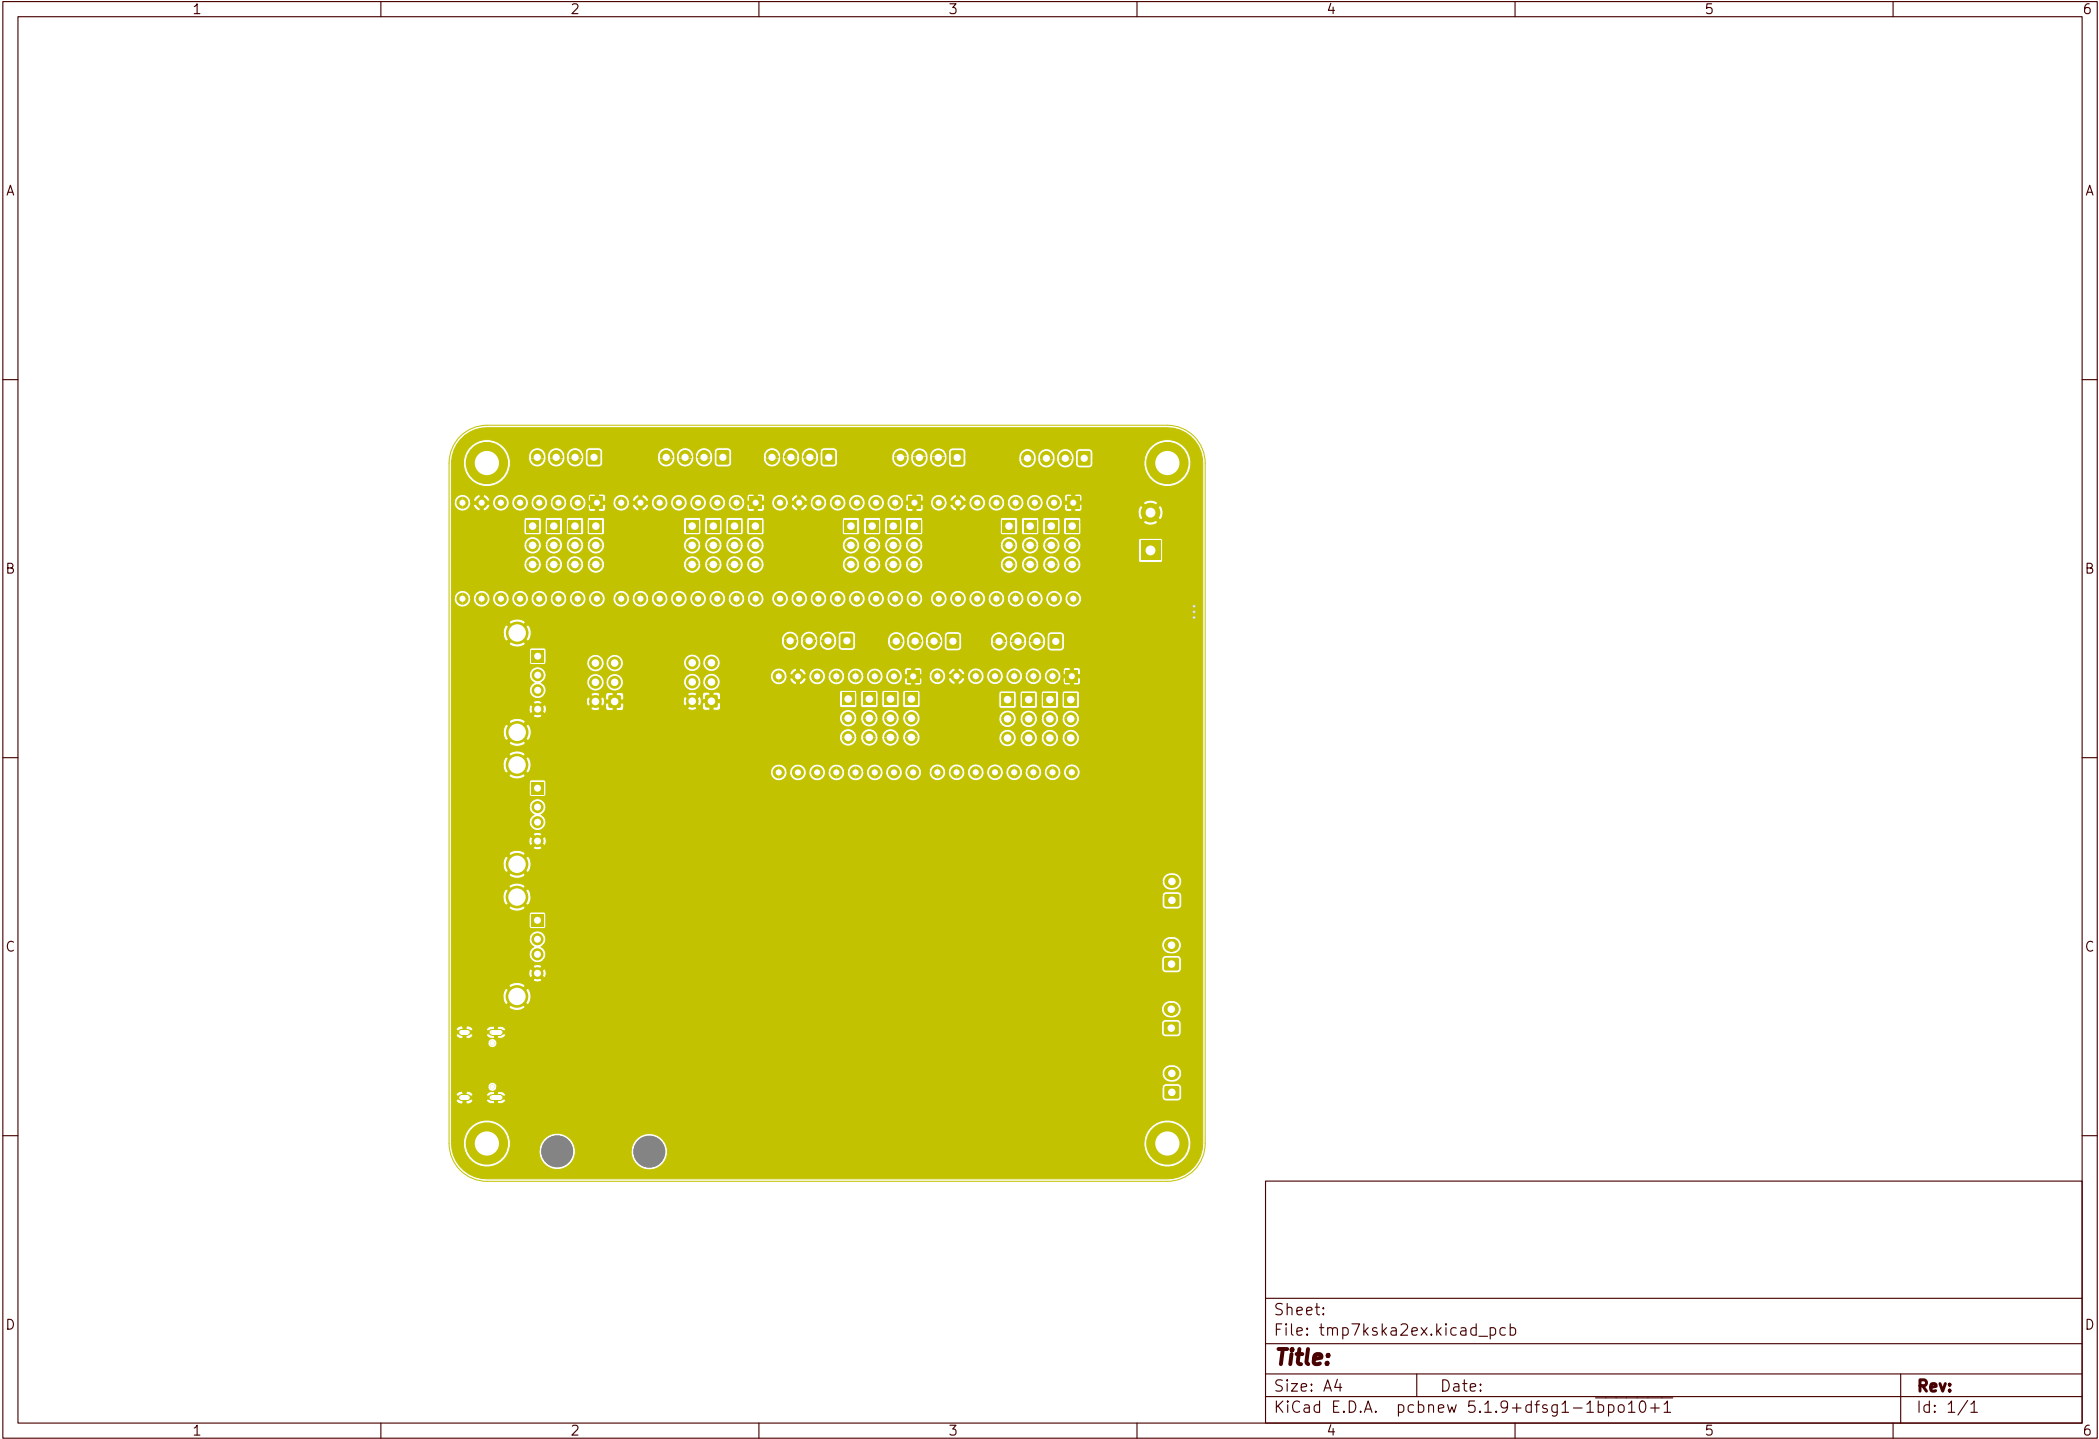 1 2 3 4 5 6
A A
B B
C C
D D
Sheet:
File: tmp7kska2ex.kicad_pcb
Title:
Size: A4 Date: Rev:
KiCad E.D.A. pcbnew 5.1.9+dfsg1-1bpo10+1 Id: 1/1
1 2 3 4 5 6